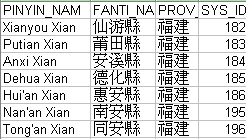 PINYIN_NAM FANTI_NA PROV_ SYS_ID
Xianyou Xian 仙游縣 福建 182
Putian Xian 莆田縣 福建 183
Anxi Xian 安溪縣 福建 184
Dehua Xian 德化縣 福建 185
Hui'an Xian 惠安縣 福建 186
Nan'an Xian 南安縣 福建 195
Tong'an Xian 同安縣 福建 196